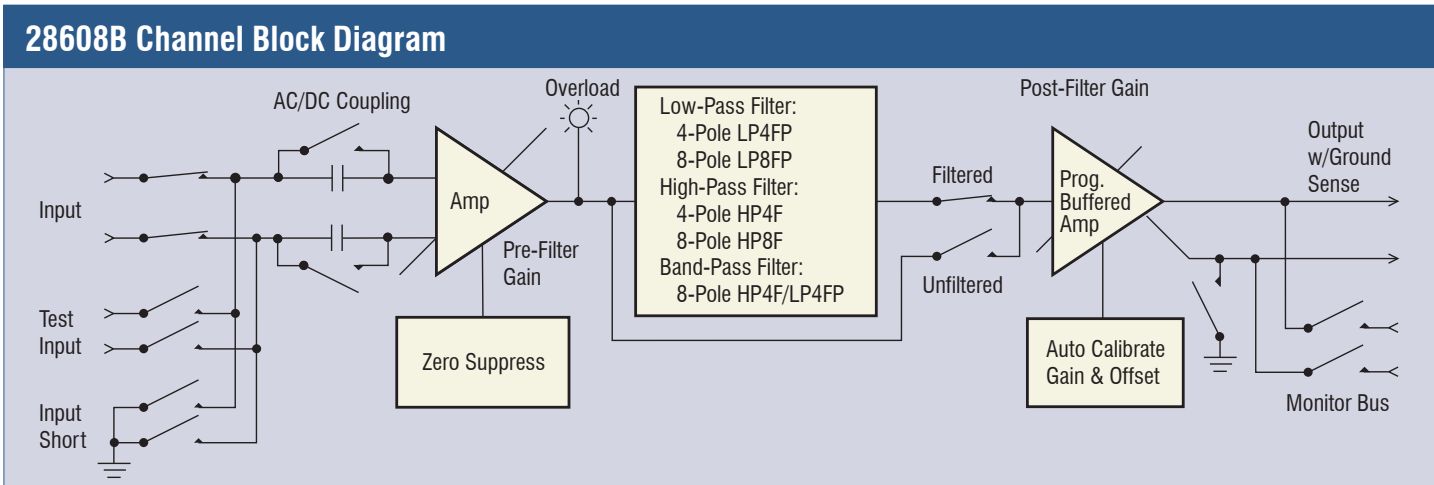 28608B Channel Block Diagram
AC/DC Coupling
Overload
Post-Filter Gain
Low-Pass Filter:
4-Pole LP4FP
8-Pole LP8FP
High-Pass Filter:
4-Pole HP4F
8-Pole HP8F
Band-Pass Filter:
8-Pole HP4F/LP4FP
Output
w/Ground
Sense
Input
Amp
Pre-Filter
Gain
Filtered
Unfiltered
Prog.
Buffered
Amp
Test
Input
Zero Suppress
Auto Calibrate
Gain & Offset
Input
Short
Monitor Bus